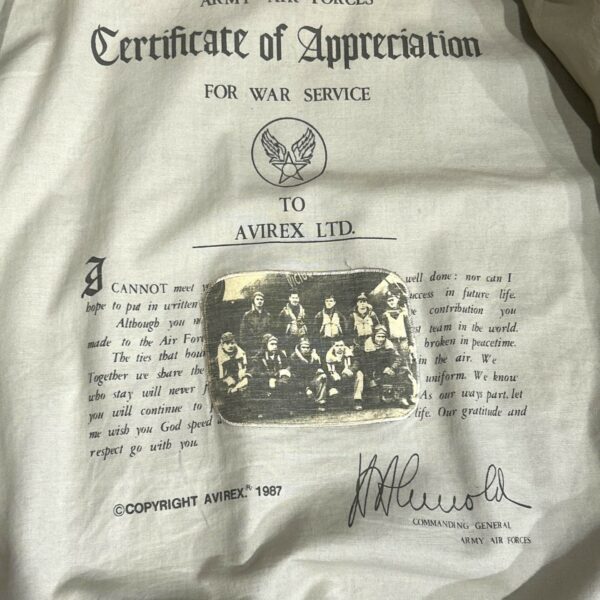 ARMY AIR FORCES
Certificate of Appreciation
FOR WAR SERVICE
TO
AVIREX LTD.
I CANNOT meet well done: nor can I
hope to put in written success in future life.
Although you contribution you
made to the Air team in the world.
The ties that broken in peacetime.
Together we share the in the air. We
who stay will never uniform. We know
you will continue to As our ways part, let
me wish you God speed life. Our gratitude and
respect go with you.
©COPYRIGHT AVIREX.® 1987
H H Arnold
COMMANDING GENERAL
ARMY AIR FORCES